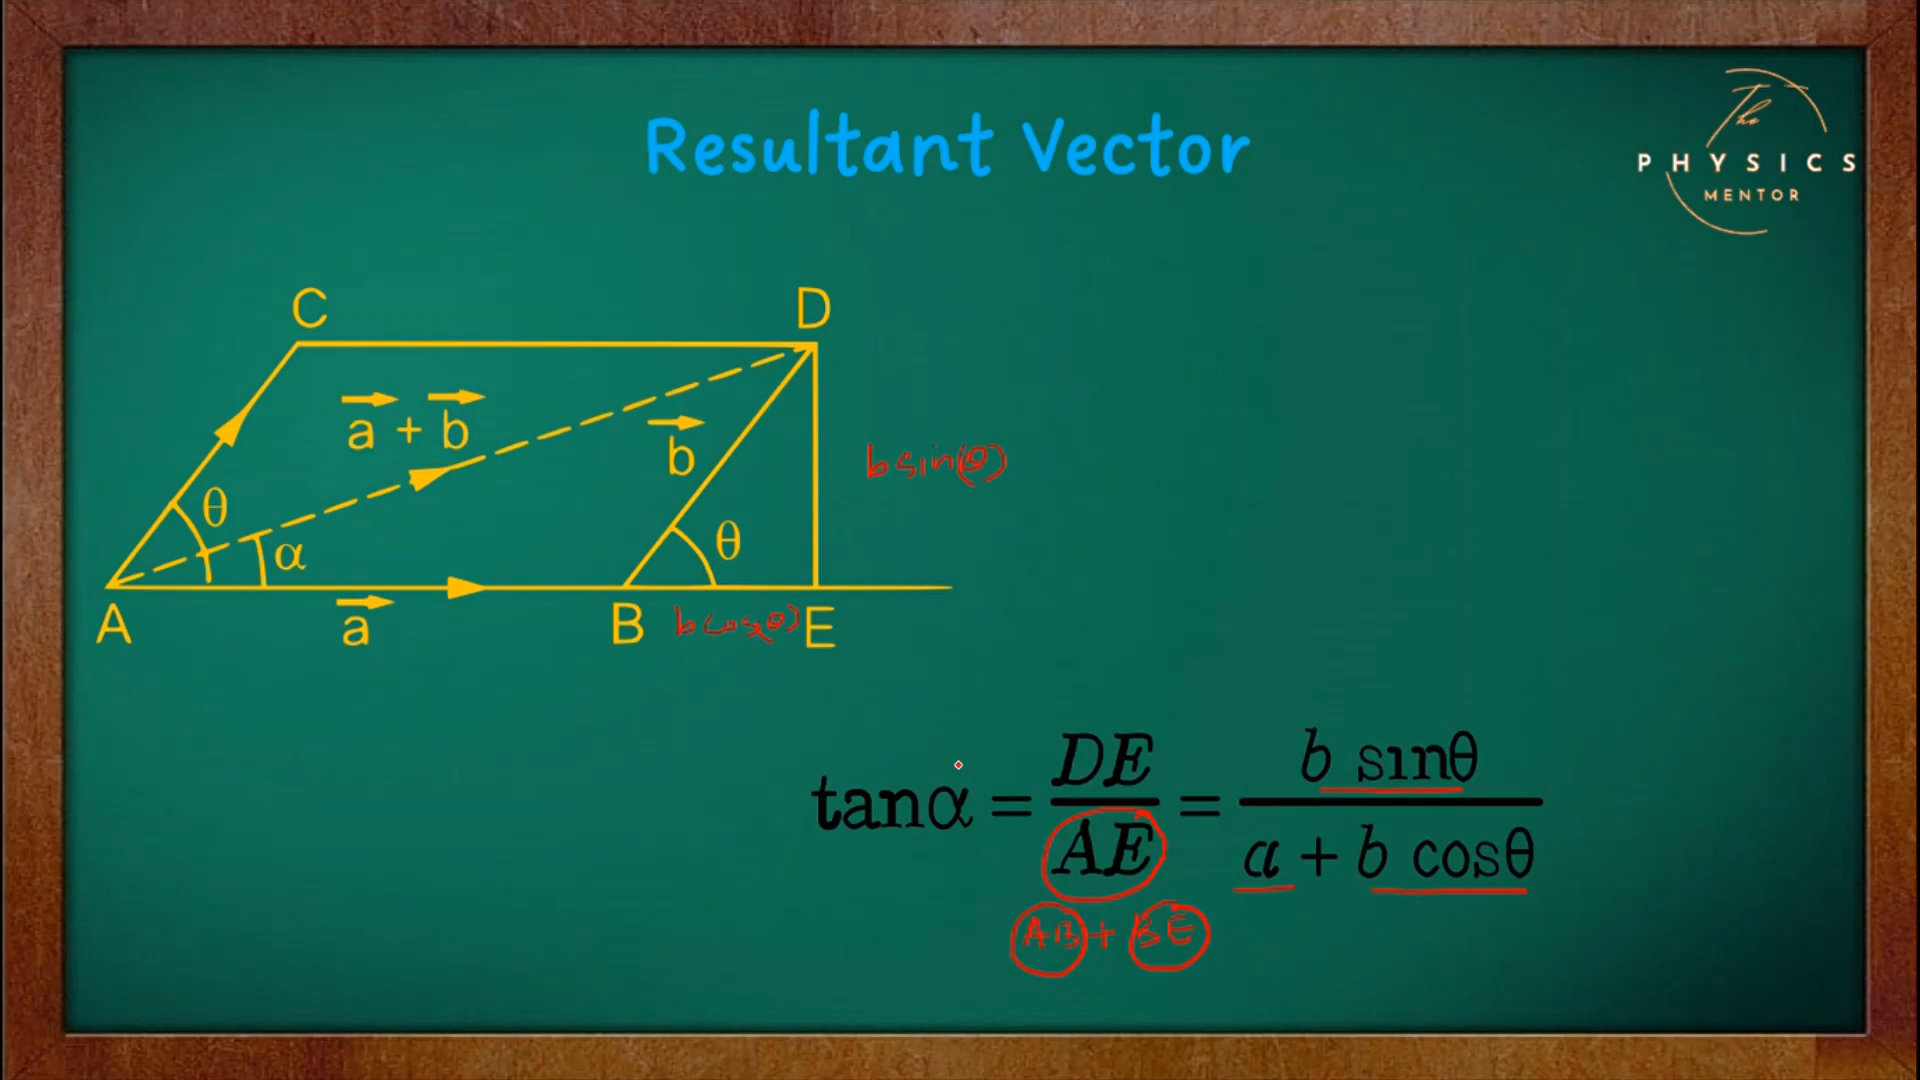 Resultant Vector
The
PHYSICS
MENTOR
C
D
a + b
b
b sin(θ)
θ
θ
α
A
a
B
b cos(θ)
E
tanα = DE/AE = b sinθ/a + b cosθ
AB + BE